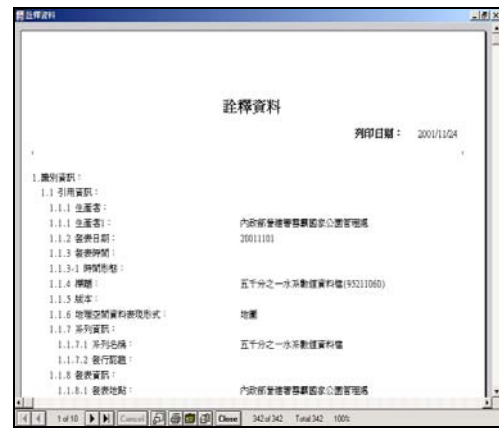 詮釋資料
詮釋資料
列印日期： 2001/11/24
1.識別資訊：
1.1 引用資訊：
1.1.1 生產者：
1.1.1 生產者1： 內政部營建署雪霸國家公園管理處
1.1.2 發表日期： 20011101
1.1.3 發表時間：
1.1.3-1 時間形態：
1.1.4 標題： 五千分之一水系數值資料檔(95211060)
1.1.5 版本：
1.1.6 地理空間資料表現形式： 地圖
1.1.7 系列資訊：
1.1.7.1 系列名稱： 五千分之一水系數值資料檔
1.1.7.2 發行範題：
1.1.8 發表資訊：
1.1.8.1 發表地點： 內政部營建署雪霸國家公園管理處
1 of 10 Cancel Close 342 of 342 Total:342 100%